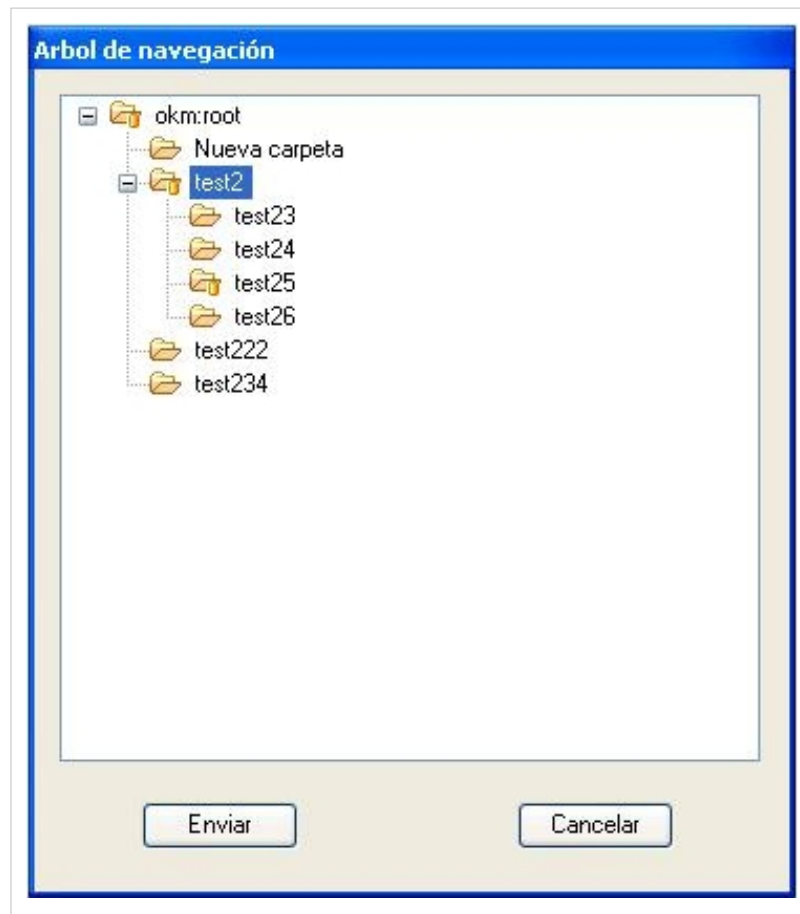 Arbol de navegación
okm:root
Nueva carpeta
test2
test23
test24
test25
test26
test222
test234
Enviar Cancelar